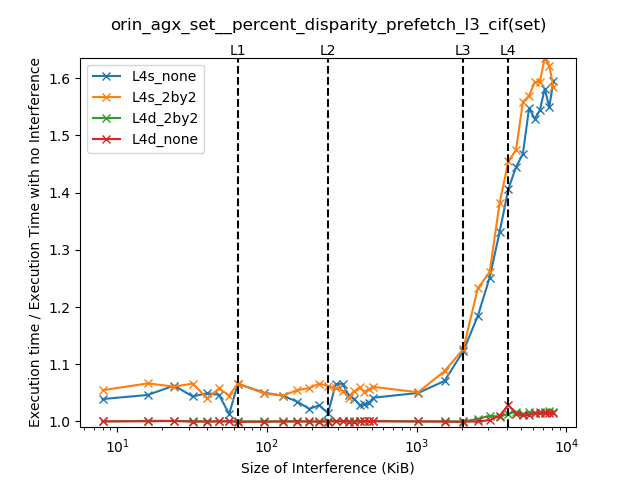 orin_agx_set__percent_disparity_prefetch_l3_cif(set)
L1 L2 L3 L4
L4s_none
L4s_2by2
L4d_2by2
L4d_none
Execution time / Execution Time with no Interference
1.6
1.5
1.4
1.3
1.2
1.1
1.0
10¹ 10² 10³ 10⁴
Size of Interference (KiB)